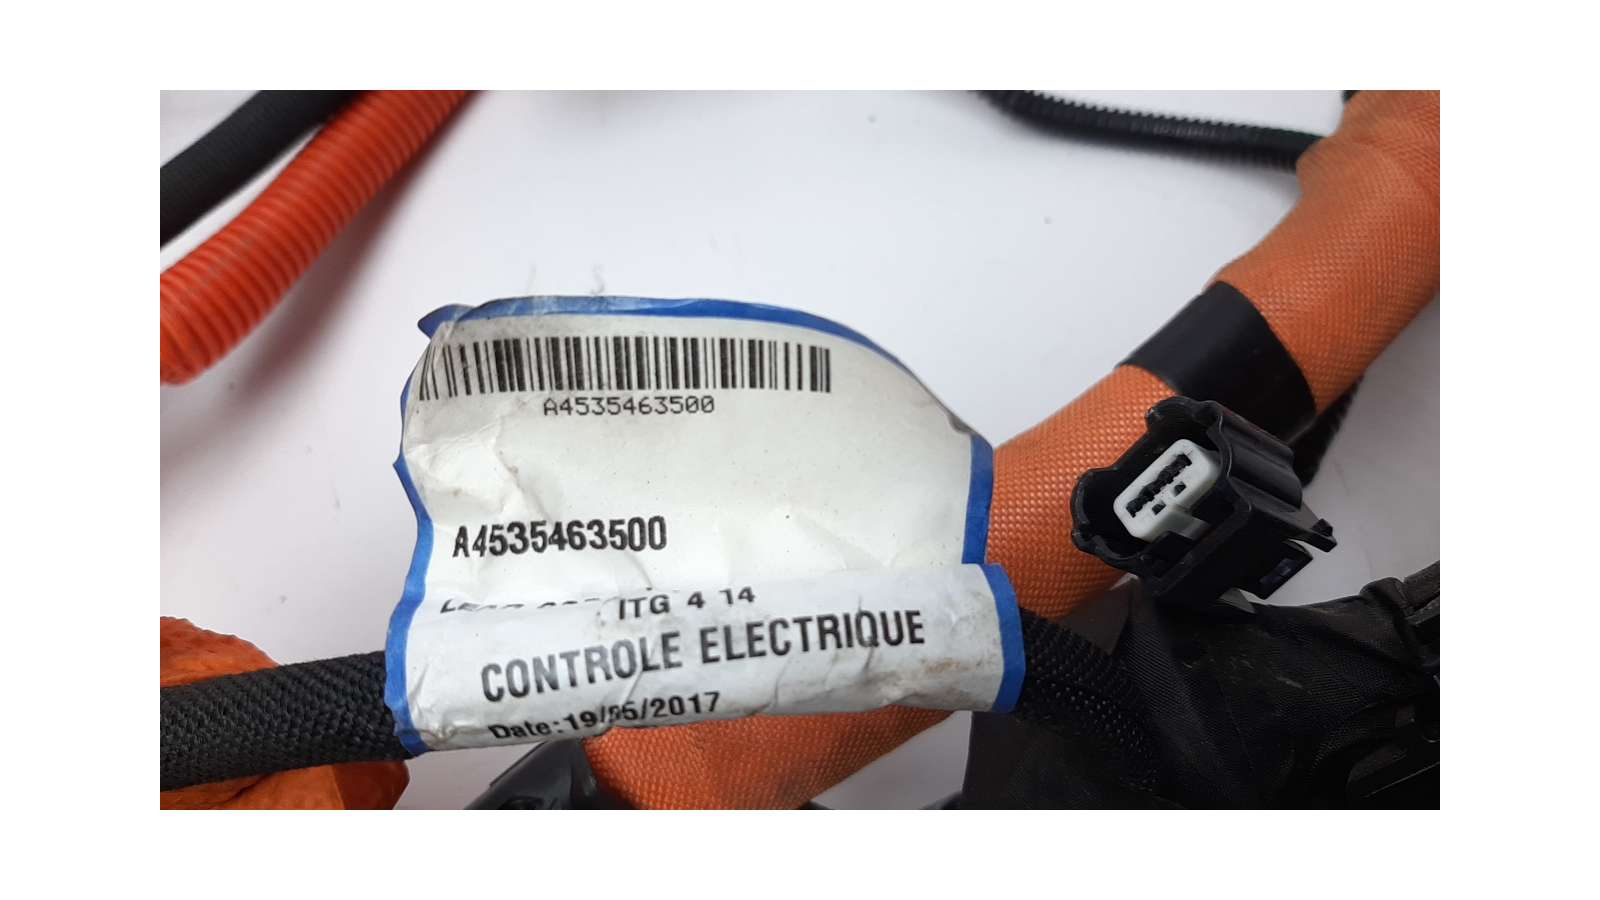 A4535463500
A4535463500
ITG 4 14
CONTROLE ELECTRIQUE
Date:19/05/2017